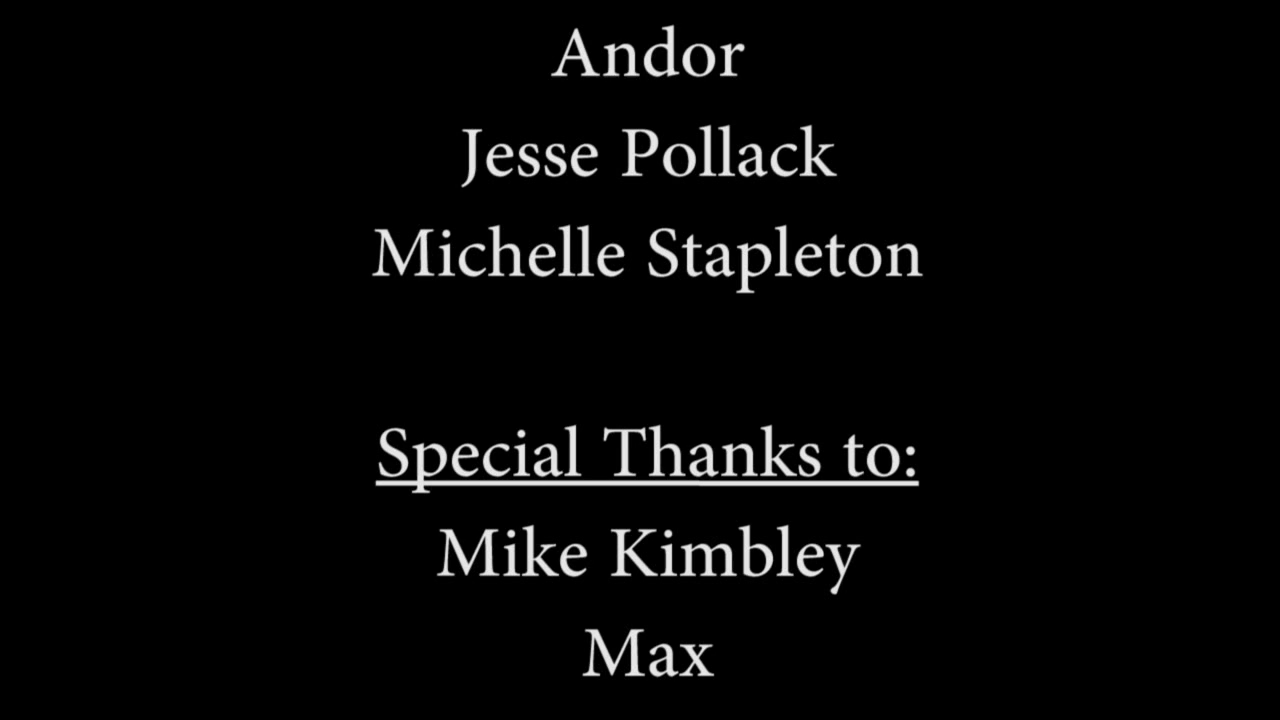 Andor
Jesse Pollack
Michelle Stapleton
Special Thanks to:
Mike Kimbley
Max